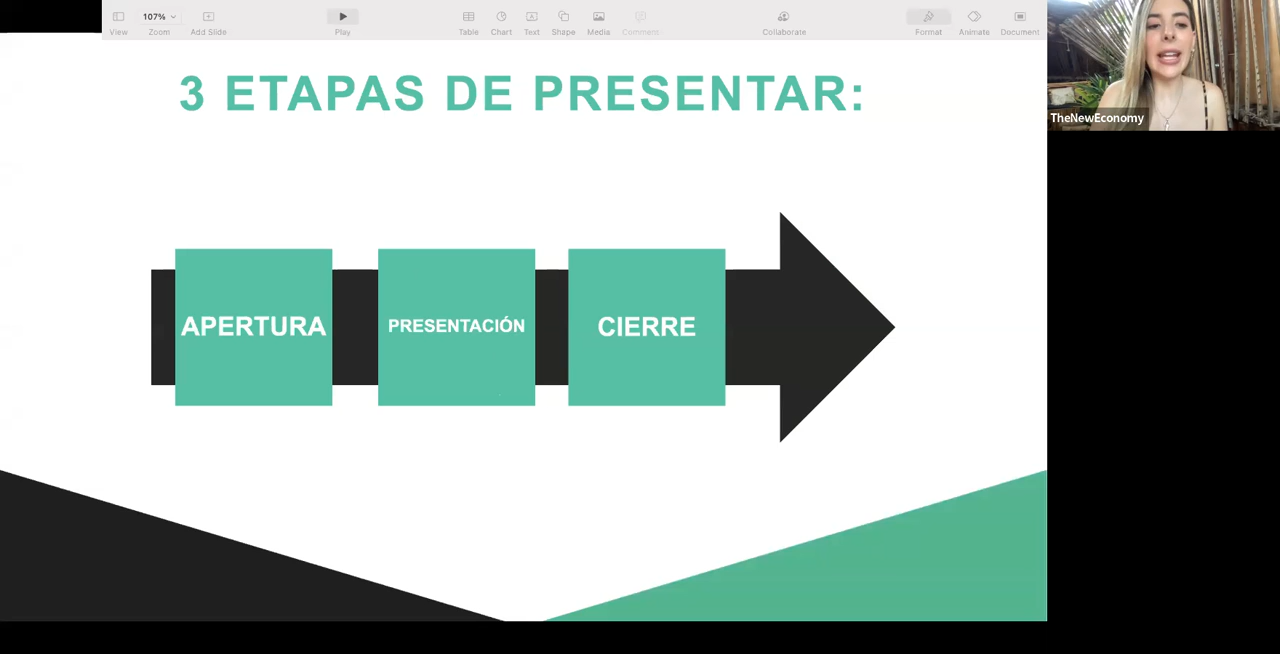 107%
View Zoom Add Slide Play Table Chart Text Shape Media Comment Collaborate Format Animate Document
3 ETAPAS DE PRESENTAR:
TheNewEconomy
APERTURA PRESENTACIÓN CIERRE